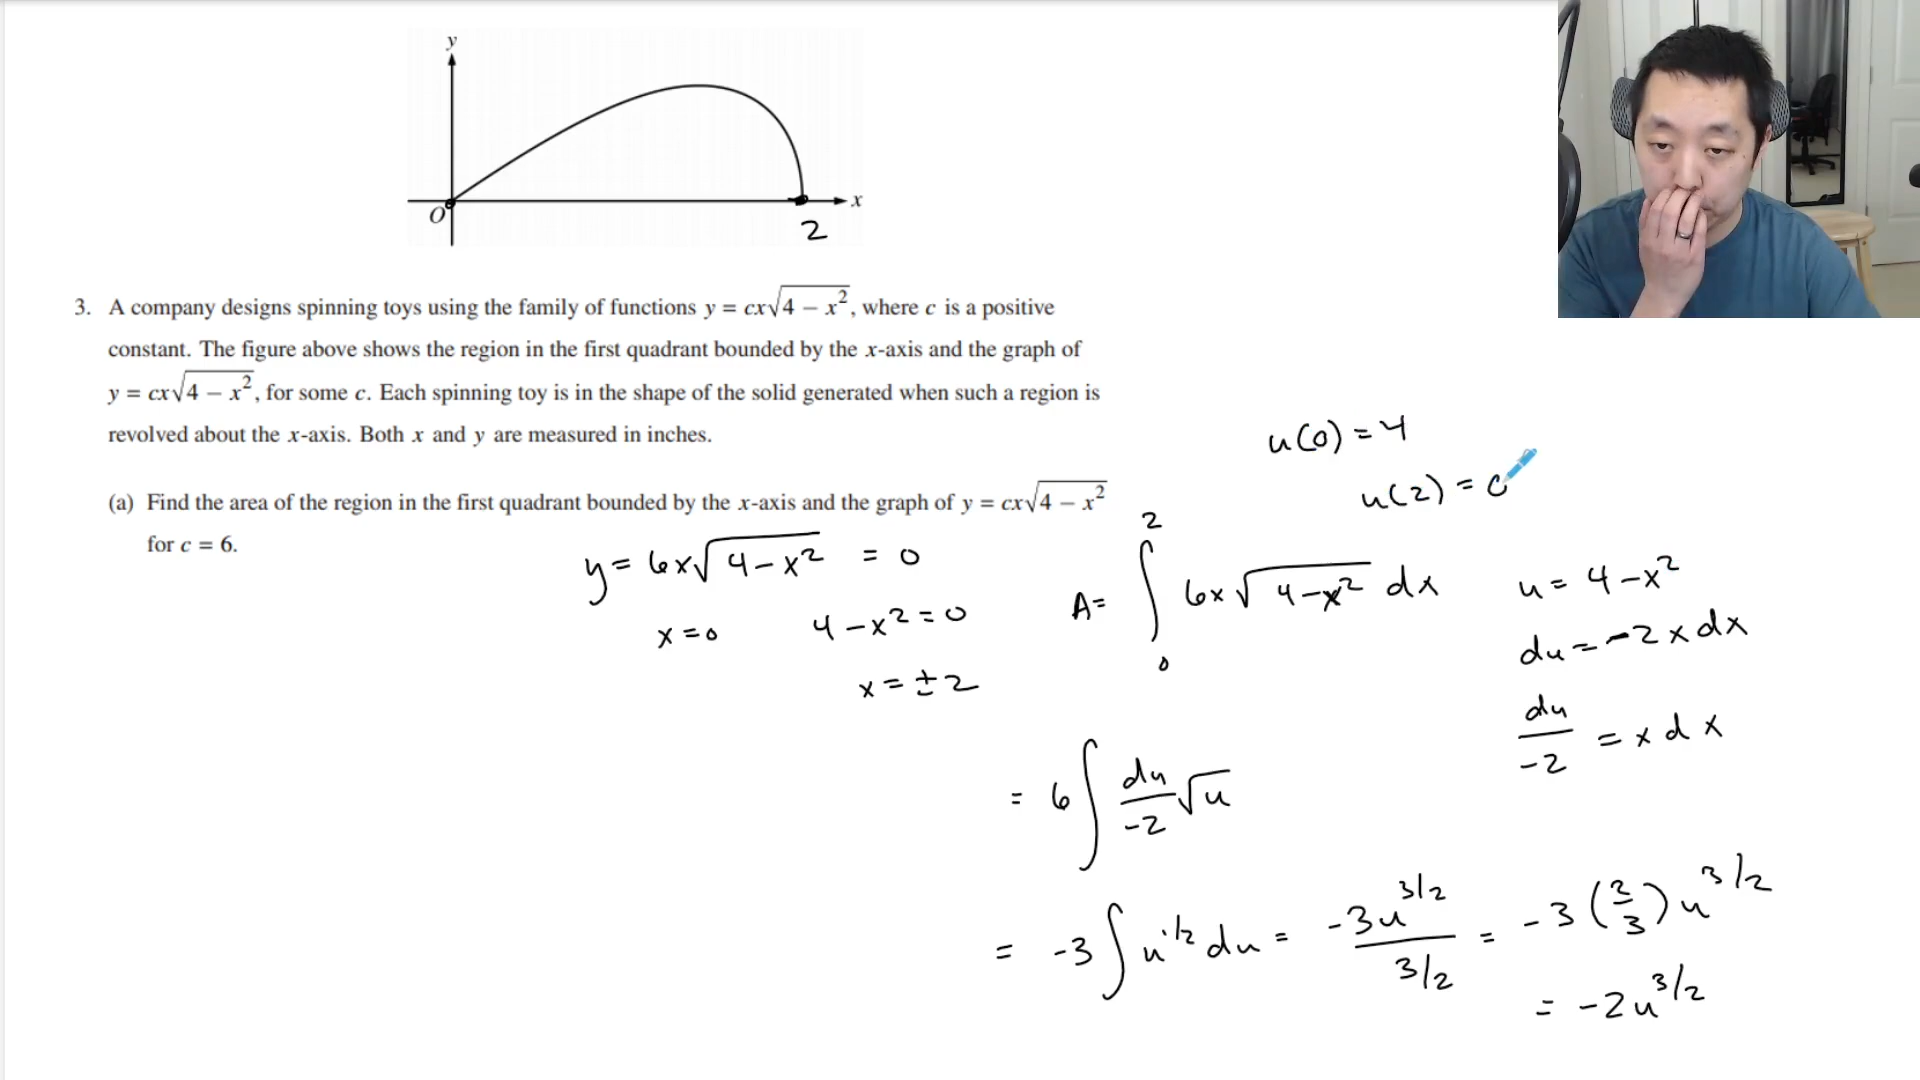 y
O
x
2
3. A company designs spinning toys using the family of functions y = cx√(4 − x²), where c is a positive
constant. The figure above shows the region in the first quadrant bounded by the x-axis and the graph of
y = cx√(4 − x²), for some c. Each spinning toy is in the shape of the solid generated when such a region is
revolved about the x-axis. Both x and y are measured in inches.
(a) Find the area of the region in the first quadrant bounded by the x-axis and the graph of y = cx√(4 − x²)
for c = 6.
y = 6x√(4−x²) = 0
x = 0
4 − x² = 0
x = ±2
u(0) = 4
u(2) = 0
A = ∫₀² 6x√(4−x²) dx
u = 4 − x²
du = −2x dx
du/−2 = x dx
= 6∫ du/−2 √u
= −3∫ u^1/2 du = −3u^3/2 / 3/2 = −3(2/3)u^3/2
= −2u^3/2